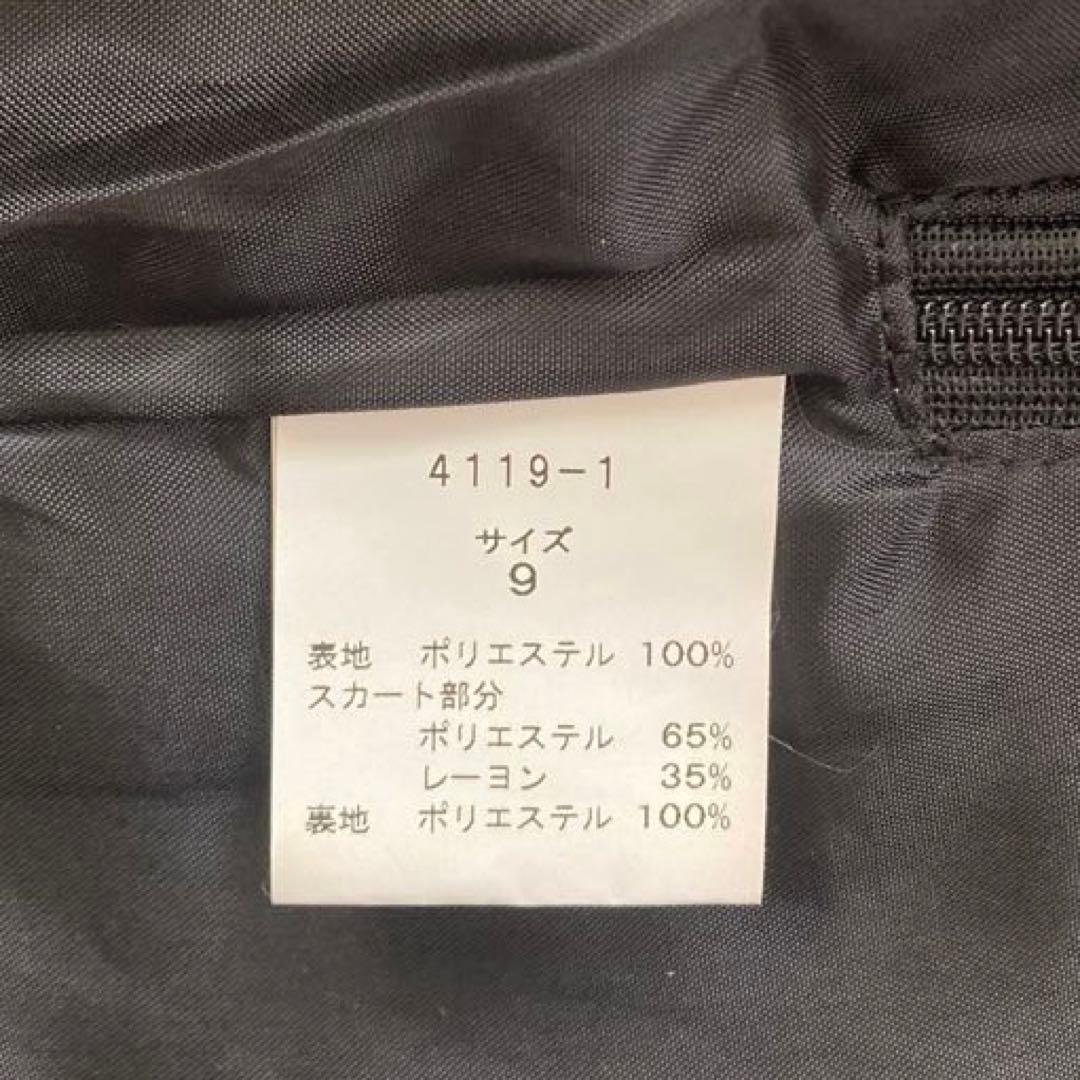 4119-1
サイズ
9
表地 ポリエステル 100%
スカート部分
ポリエステル 65%
レーヨン 35%
裏地 ポリエステル 100%